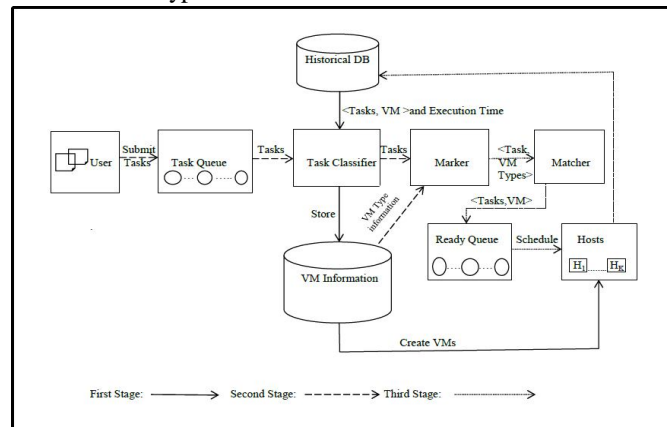 Historical DB
<Tasks, VM >and Execution Time
Submit
Tasks
User
Task Queue
Tasks
Task Classifier
Tasks
Marker
<Task,
VM
Types>
Matcher
<Tasks,VM>
Store
VM Type
information
Ready Queue
Schedule
Hosts
H1
HK
VM Information
Create VMs
First Stage:
Second Stage:
Third Stage: